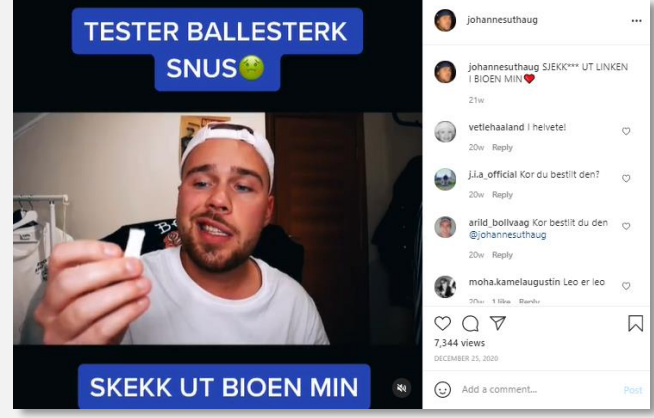 TESTER BALLESTERK
SNUS🤢
SKEKK UT BIOEN MIN
johannesuthaug
johannesuthaug SJEKK*** UT LINKEN
I BIOEN MIN❤️
21w
vetlehaaland I helvete!
20w Reply
j.i.a_official Kor du bestilt den?
20w Reply
arild_bollvaag Kor bestilt du den
@johannesuthaug
20w Reply
moha.kamelaugustin Leo er leo
20w 1 like Reply
7,344 views
DECEMBER 25, 2020
Add a comment...
Post